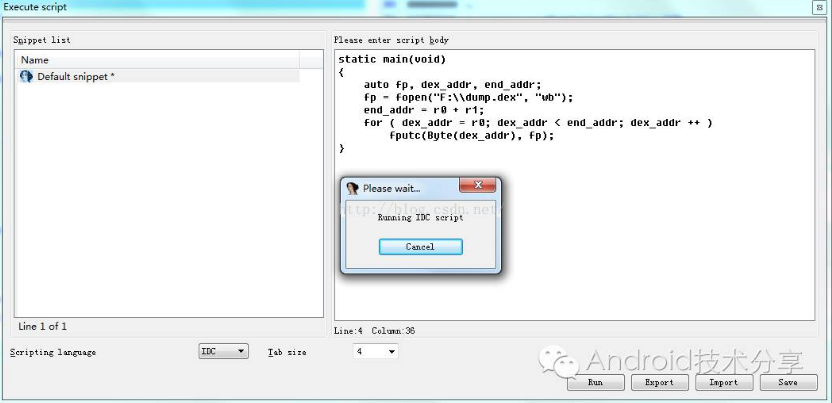 Execute script
Snippet list
Name
Default snippet *
Line 1 of 1
Please enter script body
static main(void)
{
    auto fp, dex_addr, end_addr;
    fp = fopen("F:\\dump.dex", "wb");
    end_addr = r0 + r1;
    for ( dex_addr = r0; dex_addr < end_addr; dex_addr ++ )
        fputc(Byte(dex_addr), fp);
}
Please wait...
http://blog.csdn.net/
Running IDC script
Cancel
Line:4 Column:36
Scripting language
IDC
Tab size
4
Android技术分享
Run
Export
Import
Save